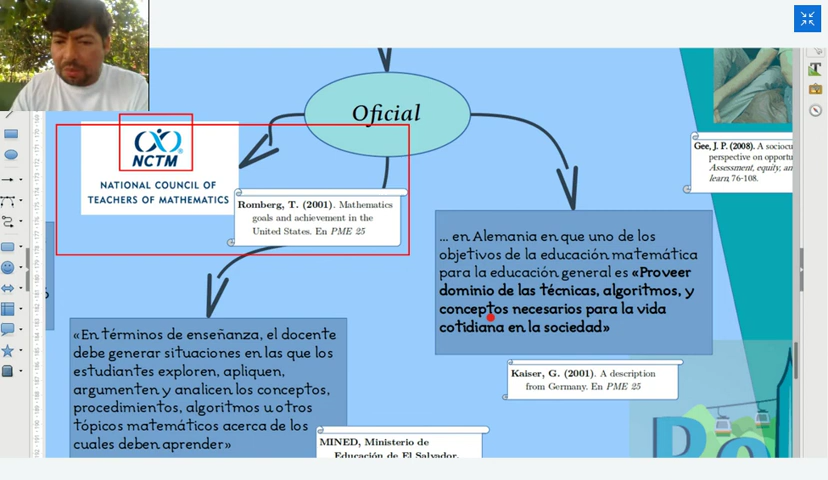 Oficial
NCTM
NATIONAL COUNCIL OF
TEACHERS OF MATHEMATICS
Romberg, T. (2001). Mathematics
goals and achievement in the
United States. En PME 25
Gee, J. P. (2008). A sociocu
perspective on opportu
Assessment, equity, an
learn, 76-108.
... en Alemania en que uno de los
objetivos de la educación matemática
para la educación general es «Proveer
dominio de las técnicas, algoritmos, y
conceptos necesarios para la vida
cotidiana en la sociedad»
Kaiser, G. (2001). A description
from Germany. En PME 25
«En términos de enseñanza, el docente
debe generar situaciones en las que los
estudiantes exploren, apliquen,
argumenten y analicen los conceptos,
procedimientos, algoritmos u otros
tópicos matemáticos acerca de los
cuales deben aprender»
MINED, Ministerio de
Educación de El Salvador.